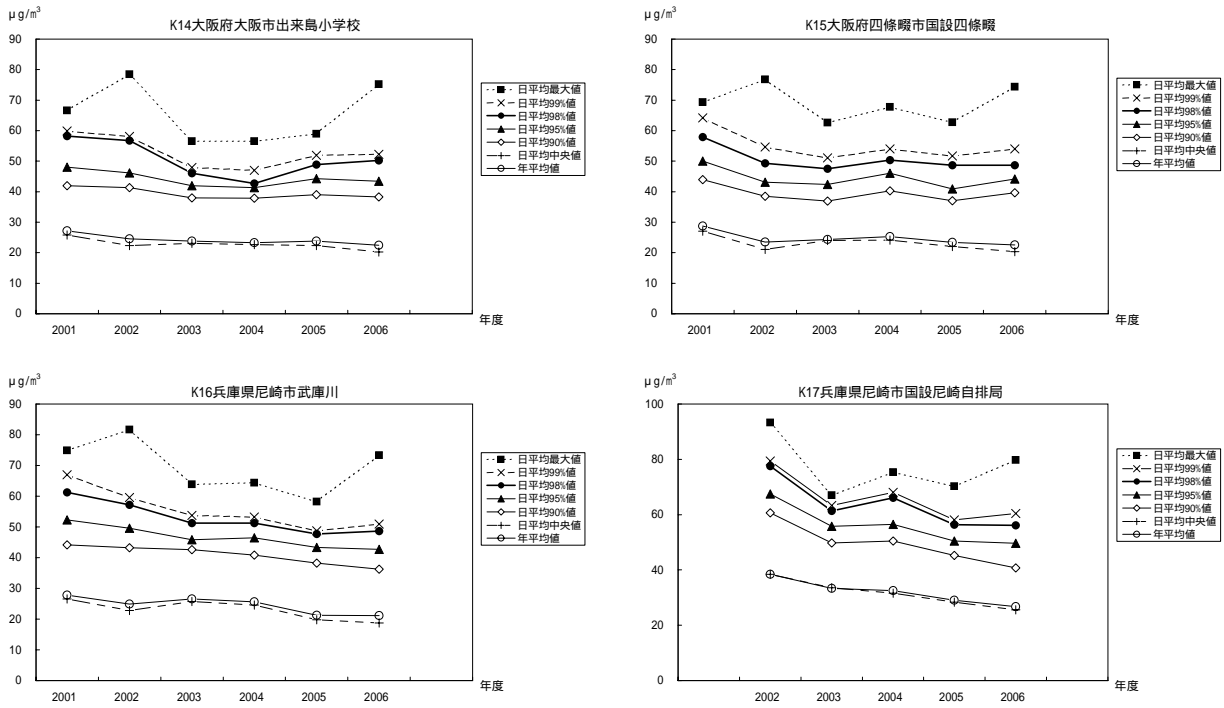 μg/㎥
K14大阪府大阪市出来島小学校
90
80
70
60
50
40
30
20
10
0
2001 2002 2003 2004 2005 2006
年度
日平均最大値
日平均99%値
日平均98%値
日平均95%値
日平均90%値
日平均中央値
年平均値
μg/㎥
K15大阪府四條畷市国設四條畷
90
80
70
60
50
40
30
20
10
0
2001 2002 2003 2004 2005 2006
年度
日平均最大値
日平均99%値
日平均98%値
日平均95%値
日平均90%値
日平均中央値
年平均値
μg/㎥
K16兵庫県尼崎市武庫川
90
80
70
60
50
40
30
20
10
0
2001 2002 2003 2004 2005 2006
年度
日平均最大値
日平均99%値
日平均98%値
日平均95%値
日平均90%値
日平均中央値
年平均値
μg/㎥
K17兵庫県尼崎市国設尼崎自排局
100
80
60
40
20
0
2002 2003 2004 2005 2006
年度
日平均最大値
日平均99%値
日平均98%値
日平均95%値
日平均90%値
日平均中央値
年平均値